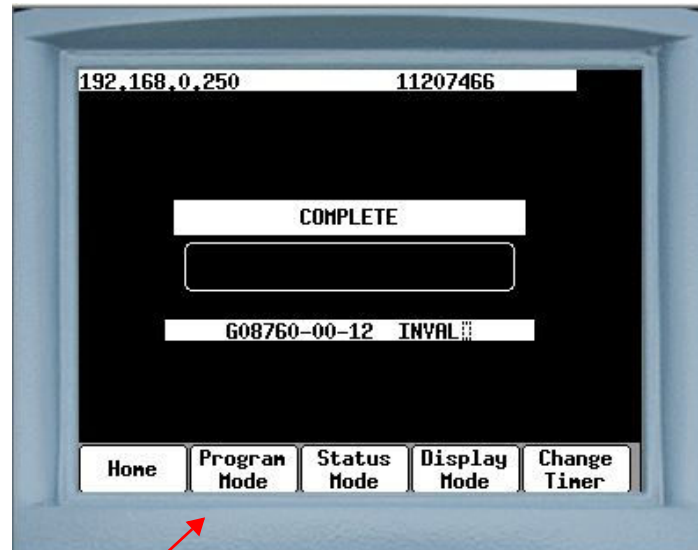 192.168.0.250 11207466
COMPLETE
G08760-00-12 INVAL
Home Program Mode Status Mode Display Mode Change Timer